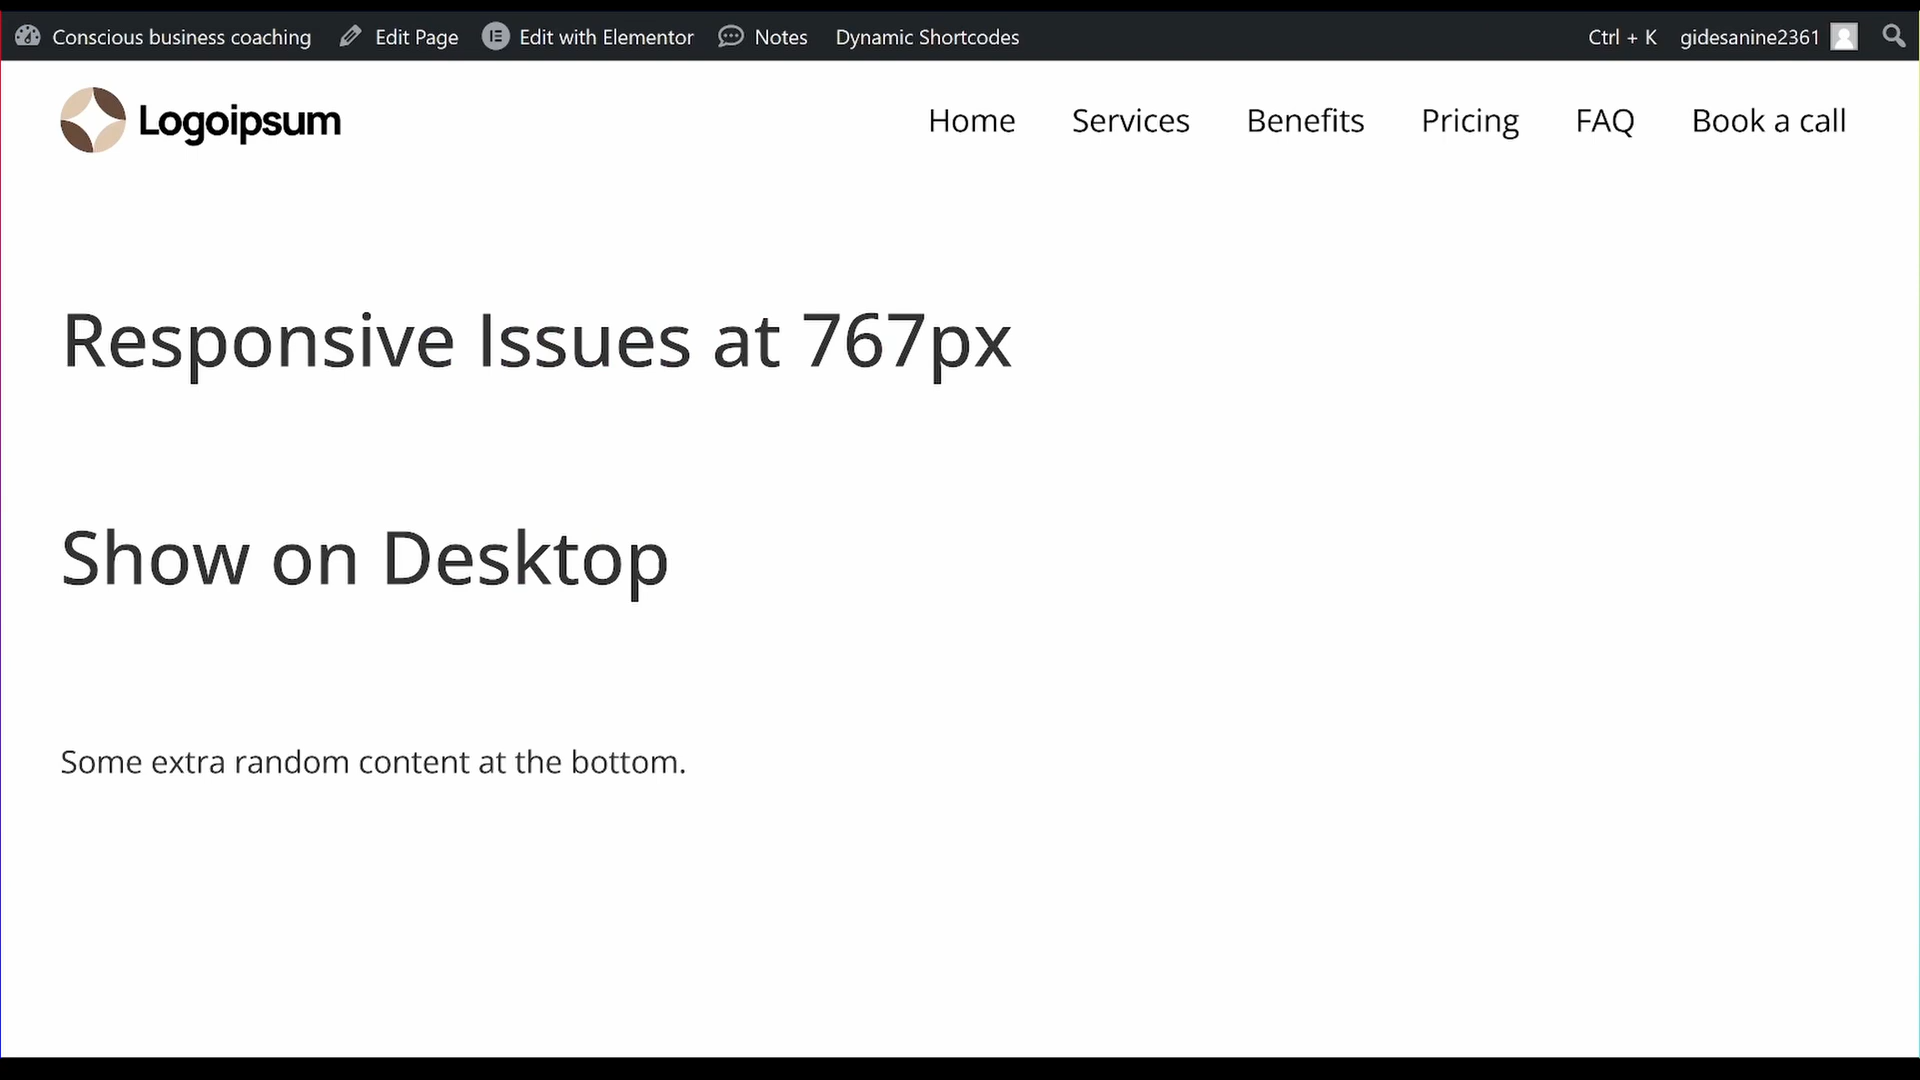 Conscious business coaching Edit Page Edit with Elementor Notes Dynamic Shortcodes Ctrl + K gidesanine2361
Logoipsum Home Services Benefits Pricing FAQ Book a call
Responsive Issues at 767px
Show on Desktop
Some extra random content at the bottom.